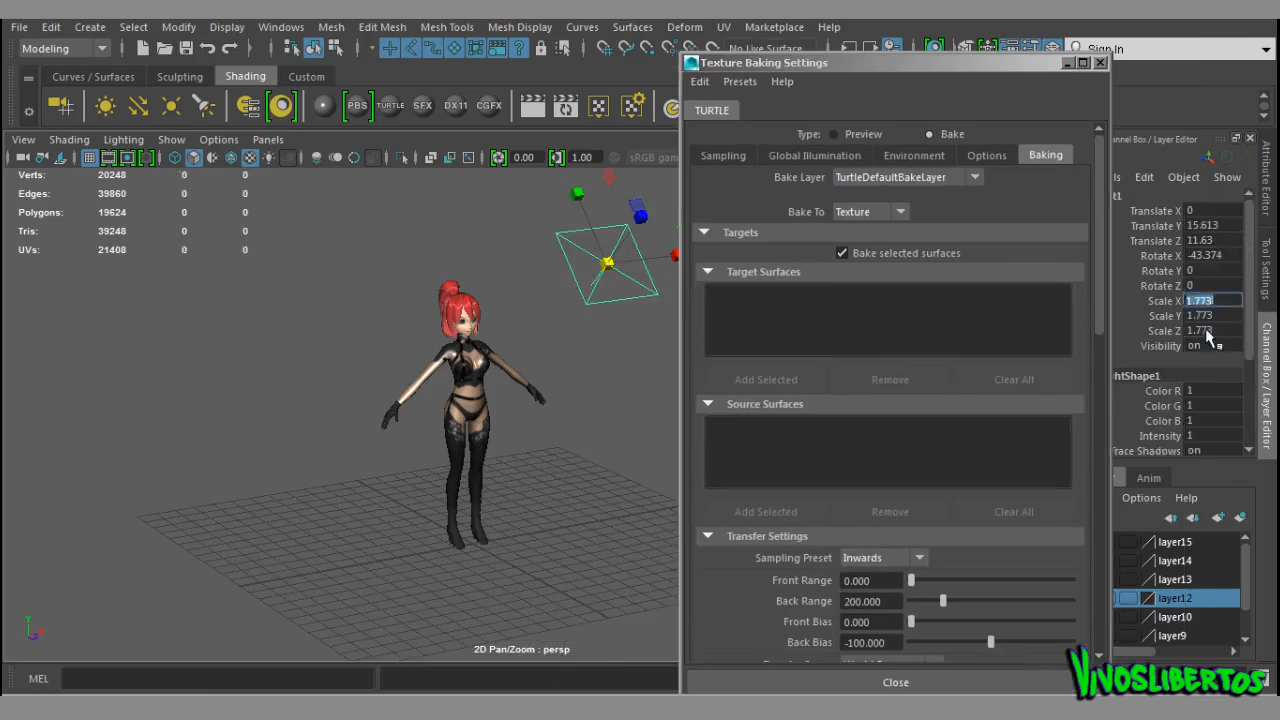 File Edit Create Select Modify Display Windows Mesh Edit Mesh Mesh Tools Mesh Display Curves Surfaces Deform UV Marketplace Help
Modeling
No Live Surface
Sign In
Curves / Surfaces Sculpting Shading Custom
PBS TURTLE SFX DX11 CGFX
View Shading Lighting Show Options Panels
0.00 1.00 sRGB gam
Verts: 20248 0 0
Edges: 39860 0 0
Polygons: 19624 0 0
Tris: 39248 0 0
UVs: 21408 0 0
2D Pan/Zoom : persp
MEL
Texture Baking Settings
Edit Presets Help
TURTLE
Type: Preview Bake
Sampling Global Illumination Environment Options Baking
Bake Layer TurtleDefaultBakeLayer
Bake To Texture
Targets
Bake selected surfaces
Target Surfaces
Add Selected Remove Clear All
Source Surfaces
Add Selected Remove Clear All
Transfer Settings
Sampling Preset Inwards
Front Range 0.000
Back Range 200.000
Front Bias 0.000
Back Bias -100.000
Close
annel Box / Layer Editor
ls Edit Object Show
t1
Translate X 0
Translate Y 15.613
Translate Z 11.63
Rotate X -43.374
Rotate Y 0
Rotate Z 0
Scale X 1.773
Scale Y 1.773
Scale Z 1.773
Visibility on
ghtShape1
Color R 1
Color G 1
Color B 1
Intensity 1
Trace Shadows on
Anim
Options Help
layer15
layer14
layer13
layer12
layer10
layer9
Attribute Editor
Tool Settings
Channel Box / Layer Editor
VIVOSLIBERTOS